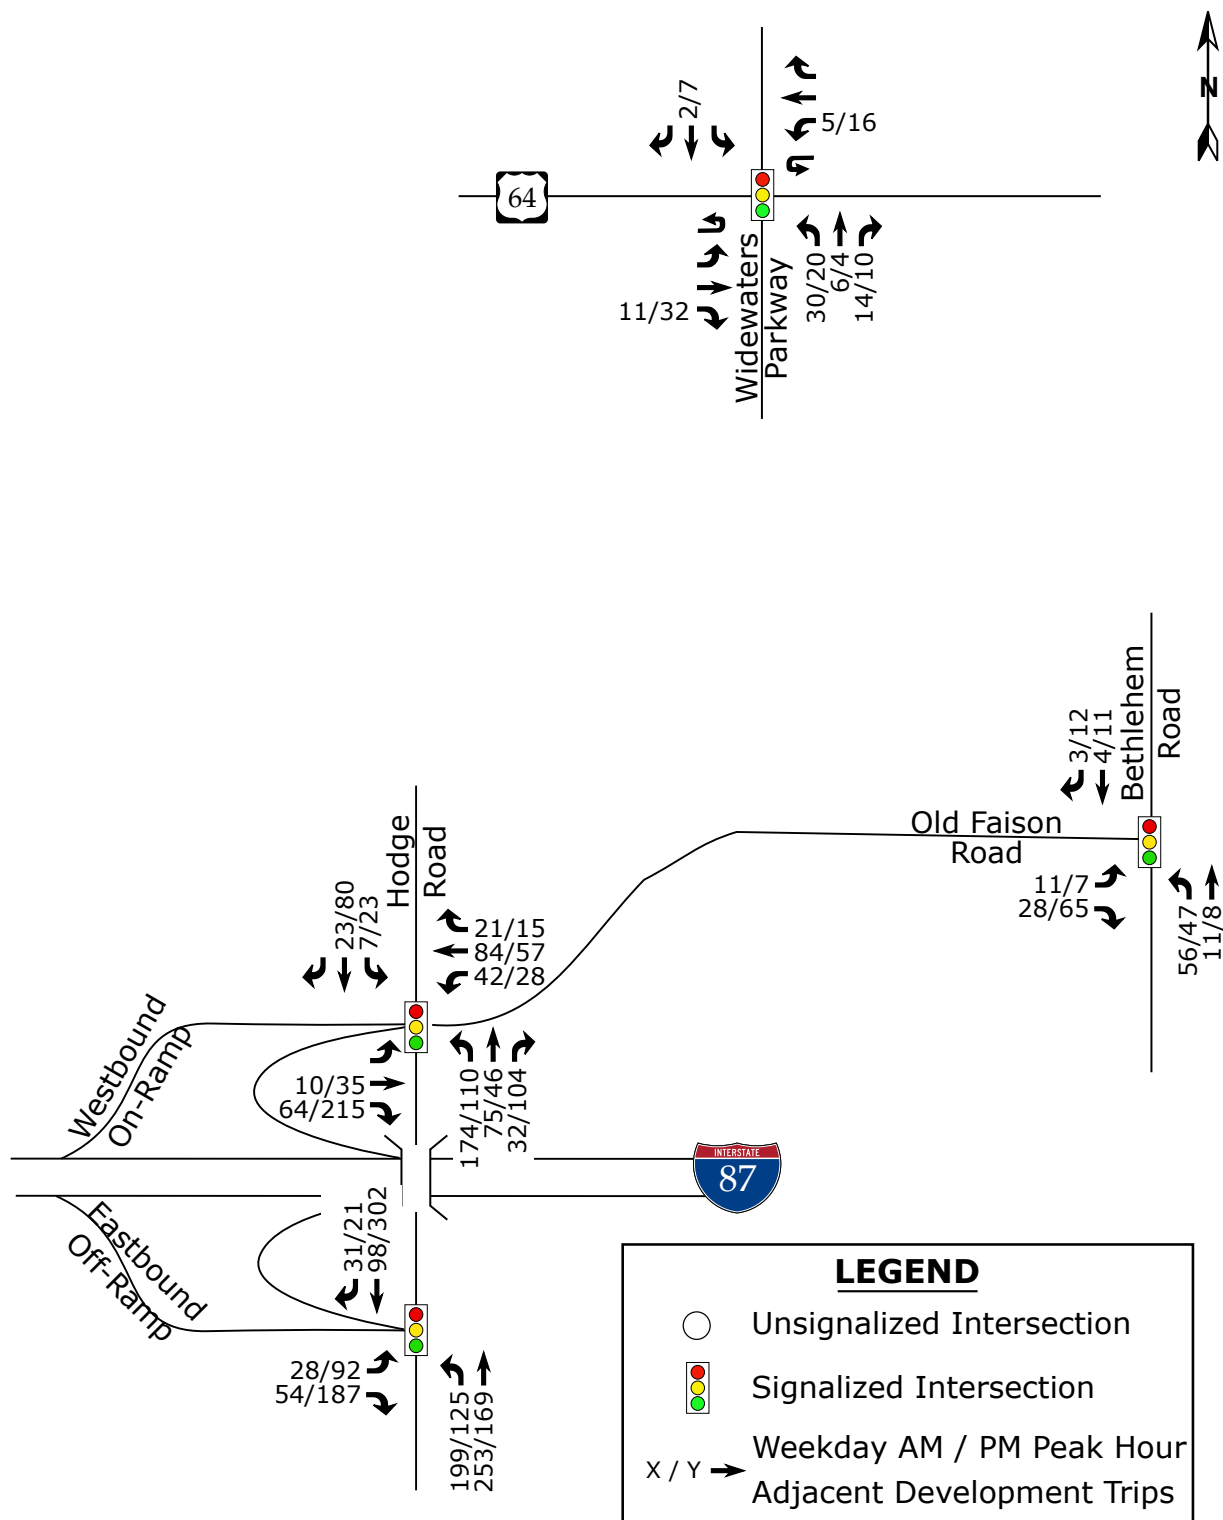 N
2/7
5/16
64
11/32
Widewaters
Parkway
30/20
6/4
14/10
3/12
4/11
Bethlehem
Road
Old Faison
Road
11/7
28/65
56/47
11/8
Hodge
Road
23/80
7/23
21/15
84/57
42/28
Westbound
On-Ramp
10/35
64/215
174/110
75/46
32/104
INTERSTATE
87
Eastbound
Off-Ramp
31/21
98/302
28/92
54/187
199/125
253/169
LEGEND
Unsignalized Intersection
Signalized Intersection
X / Y
Weekday AM / PM Peak Hour
Adjacent Development Trips